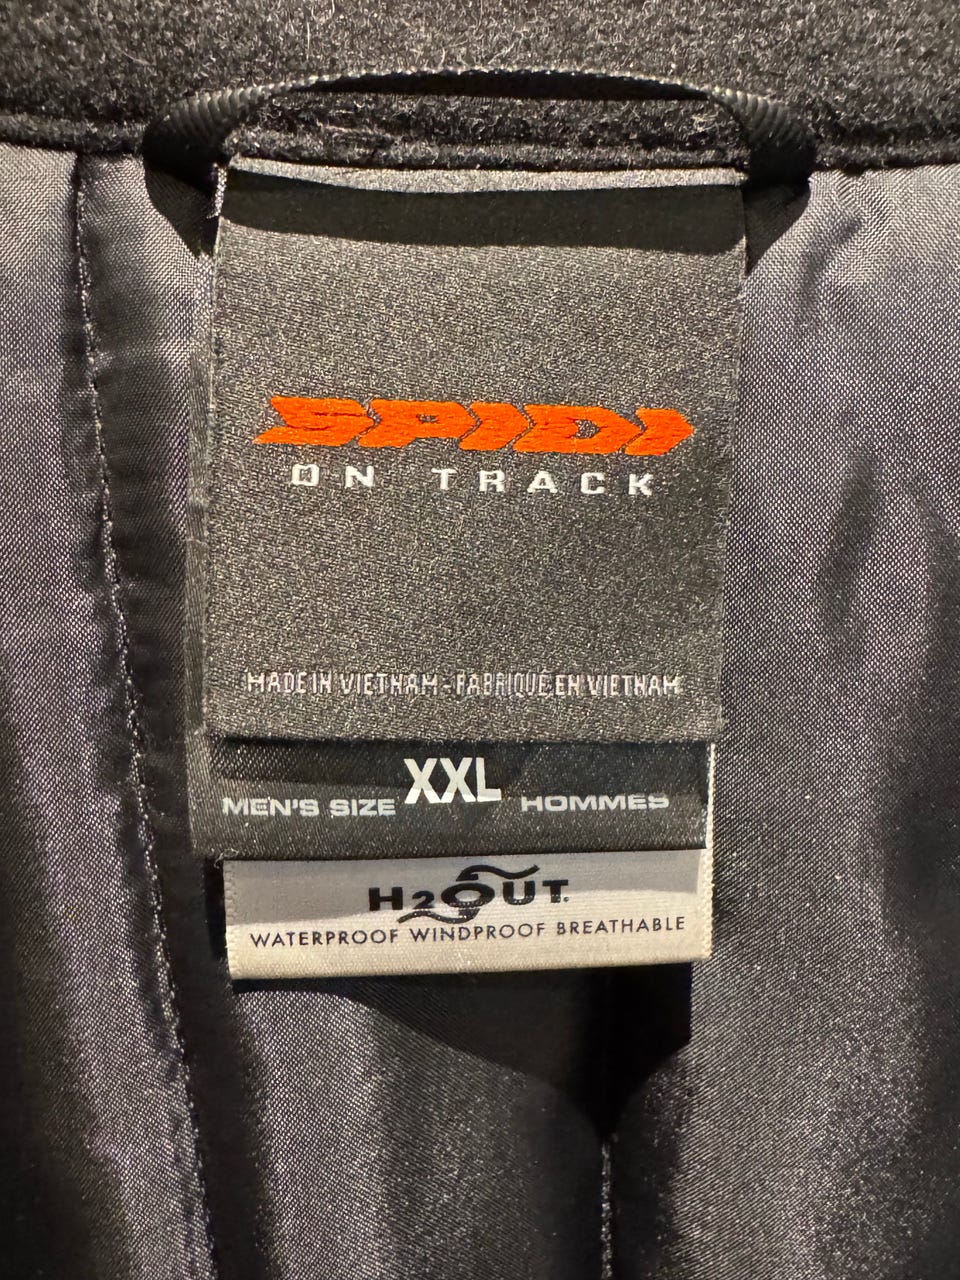 SPIDI
ON TRACK
MADE IN VIETNAM - FABRIQUÉ EN VIETNAM
MEN'S SIZE XXL HOMMES
H2OUT.
WATERPROOF WINDPROOF BREATHABLE